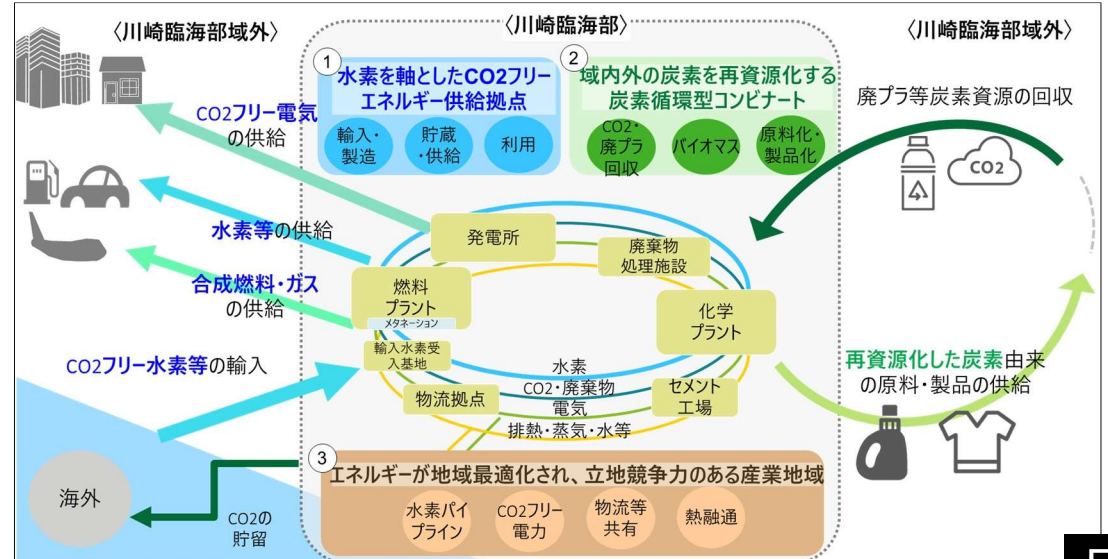 〈川崎臨海部域外〉
〈川崎臨海部〉
〈川崎臨海部域外〉
①
水素を軸としたCO2フリー
エネルギー供給拠点
輸入・
製造
貯蔵
・供給
利用
②
域内外の炭素を再資源化する
炭素循環型コンビナート
CO2・
廃プラ
回収
バイオマス
原料化・
製品化
CO2フリー電気
の供給
水素等の供給
合成燃料・ガス
の供給
CO2フリー水素等の輸入
廃プラ等炭素資源の回収
CO2
発電所
廃棄物
処理施設
燃料
プラント
メタネーション
化学
プラント
輸入水素受
入基地
物流拠点
セメント
工場
水素
CO2・廃棄物
電気
排熱・蒸気・水等
再資源化した炭素由来
の原料・製品の供給
③
エネルギーが地域最適化され、立地競争力のある産業地域
水素パイ
プライン
CO2フリー
電力
物流等
共有
熱融通
海外
CO2の
貯留